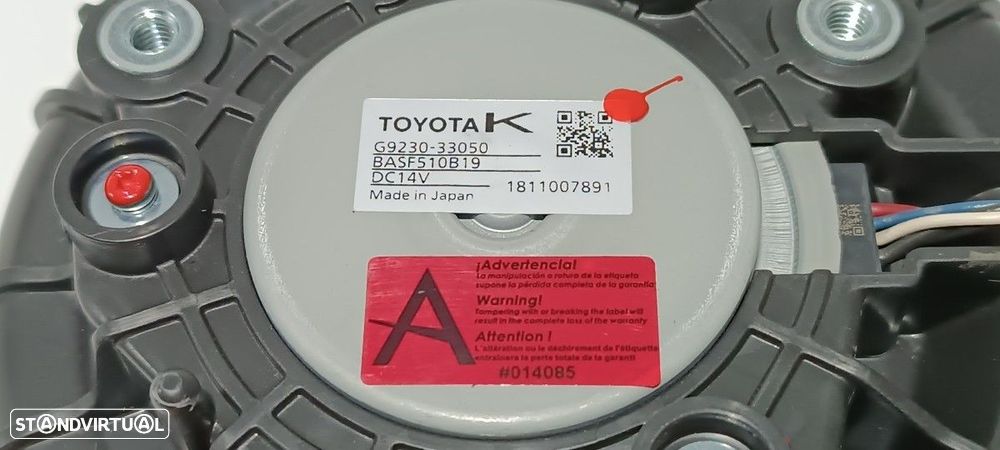 TOYOTA K
G9230-33050
BASF510B19
DC14V
1811007891
Made in Japan
A
¡Advertencia!
La manipulación o rotura de la etiqueta
supone la pérdida completa de la garantía
Warning!
Tampering with or breaking the label will
result in the complete loss of the warranty
Attention !
L'altération ou le déchirement de l'étiquette
entraînera la perte totale de la garanti
#014085
STANDVIRTUAL